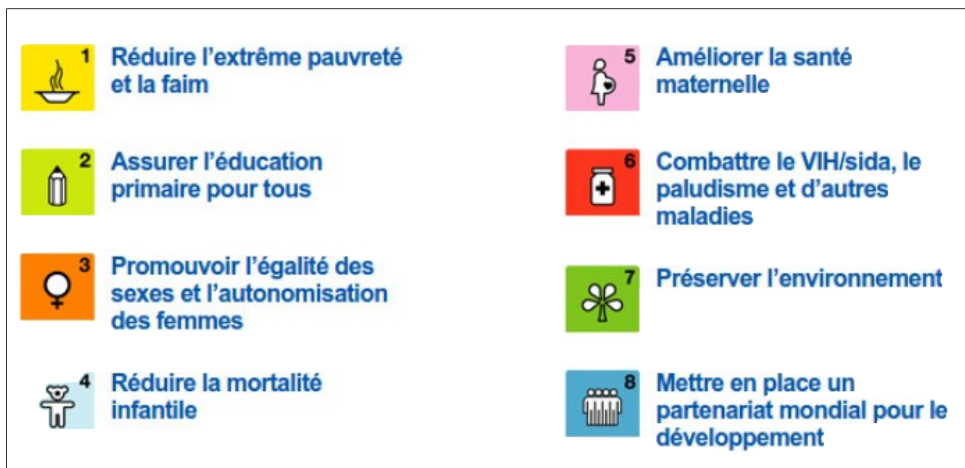 1
Réduire l’extrême pauvreté
et la faim
2
Assurer l’éducation
primaire pour tous
3
Promouvoir l’égalité des
sexes et l’autonomisation
des femmes
4
Réduire la mortalité
infantile
5
Améliorer la santé
maternelle
6
Combattre le VIH/sida, le
paludisme et d’autres
maladies
7
Préserver l’environnement
8
Mettre en place un
partenariat mondial pour le
développement